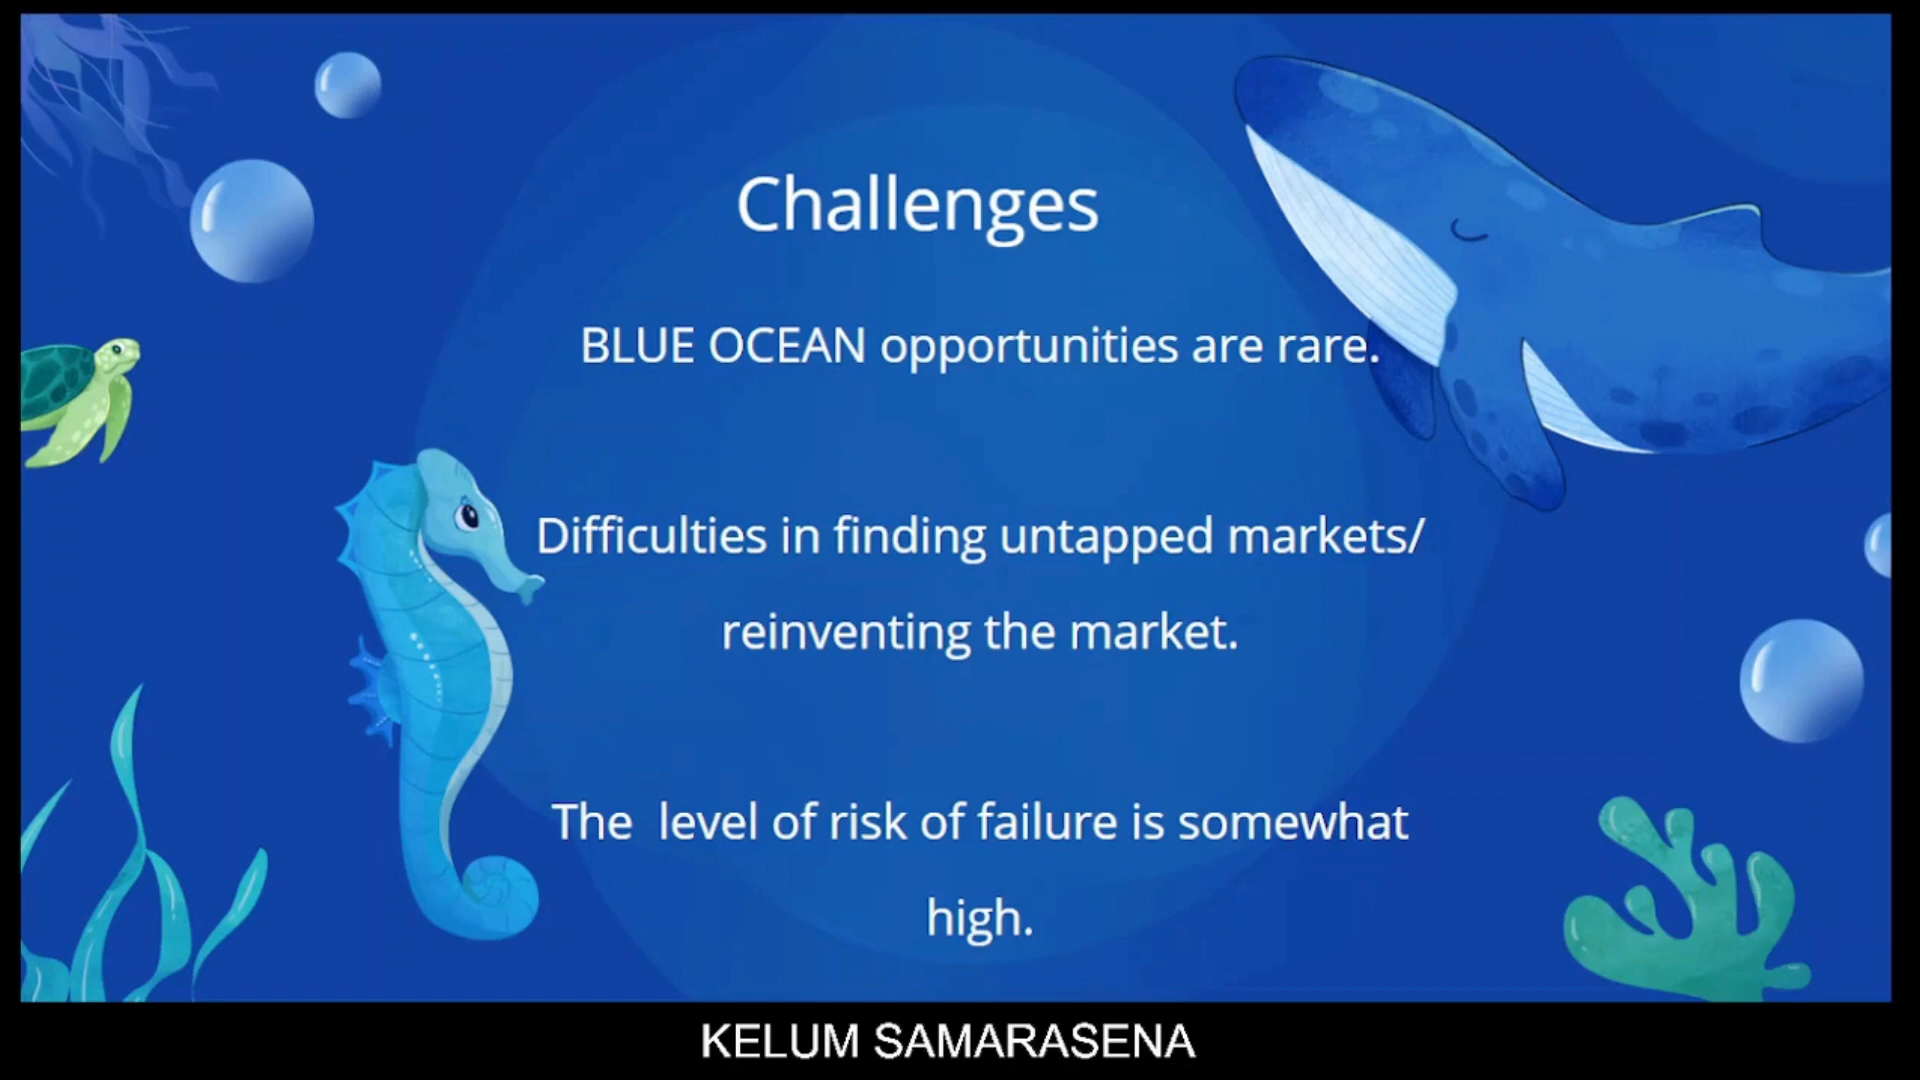 Challenges
BLUE OCEAN opportunities are rare.
Difficulties in finding untapped markets/
reinventing the market.
The  level of risk of failure is somewhat
high.
KELUM SAMARASENA